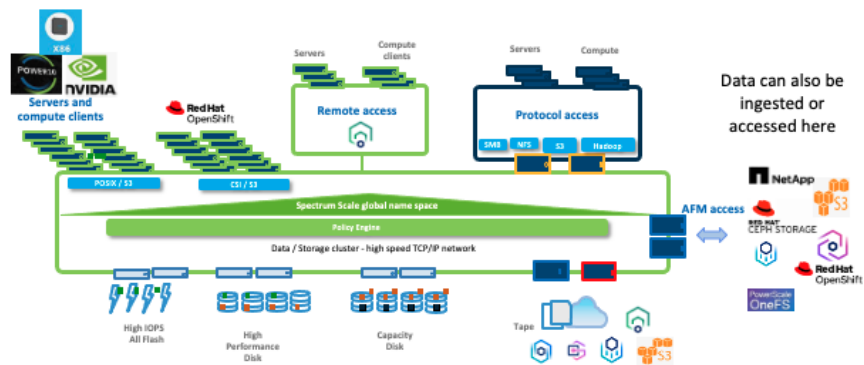 X86
POWER10
NVIDIA
Servers and
compute clients
Red Hat
OpenShift
Servers
Compute
clients
Remote access
Servers
Compute
Protocol access
SMB
NFS
S3
Hadoop
Data can also be
ingested or
accessed here
POSIX / S3
CSI / S3
Spectrum Scale global name space
Policy Engine
Data / Storage cluster - high speed TCP/IP network
AFM access
NetApp
S3
RED HAT
CEPH STORAGE
Red Hat
OpenShift
PowerScale
OneFS
High IOPS
All Flash
High
Performance
Disk
Capacity
Disk
Tape
S3